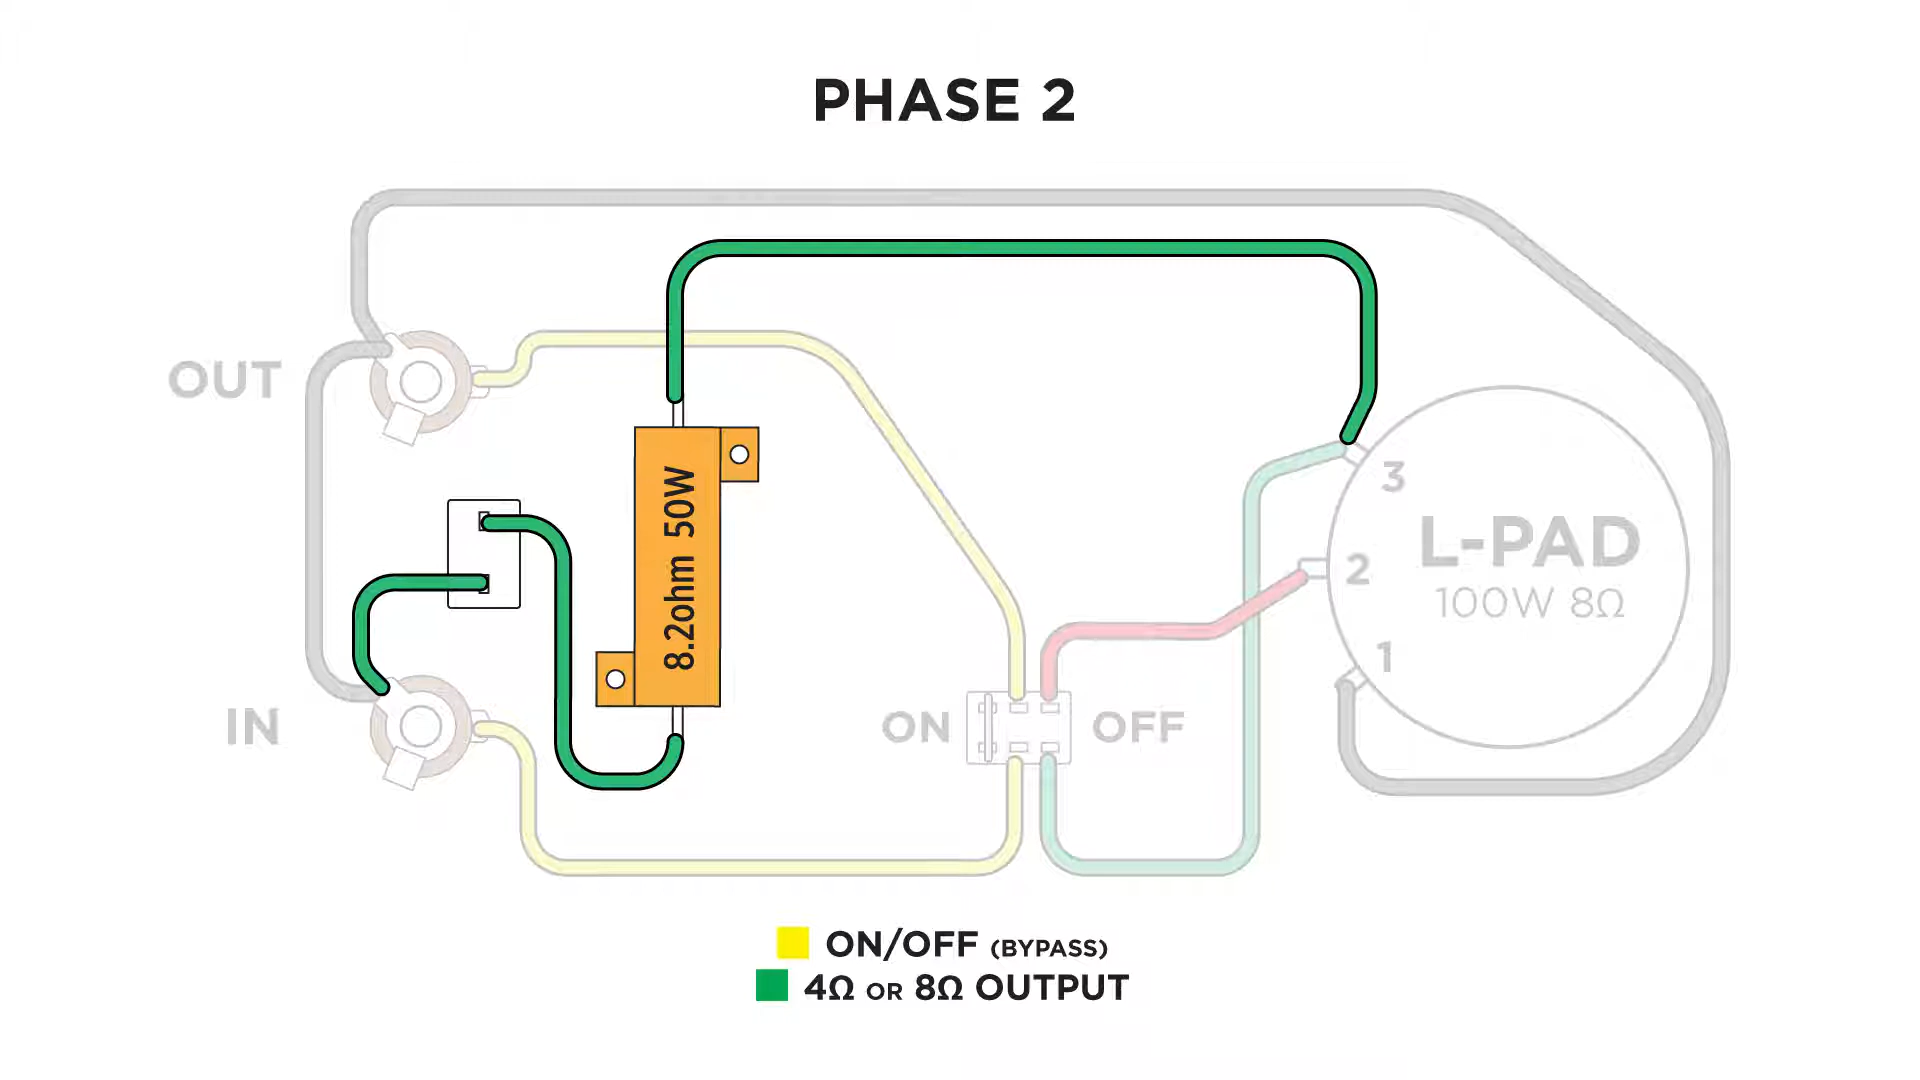 PHASE 2
OUT
8.2ohm 50W
3
L-PAD
2
100W 8Ω
1
IN
ON
OFF
ON/OFF (BYPASS)
4Ω OR 8Ω OUTPUT